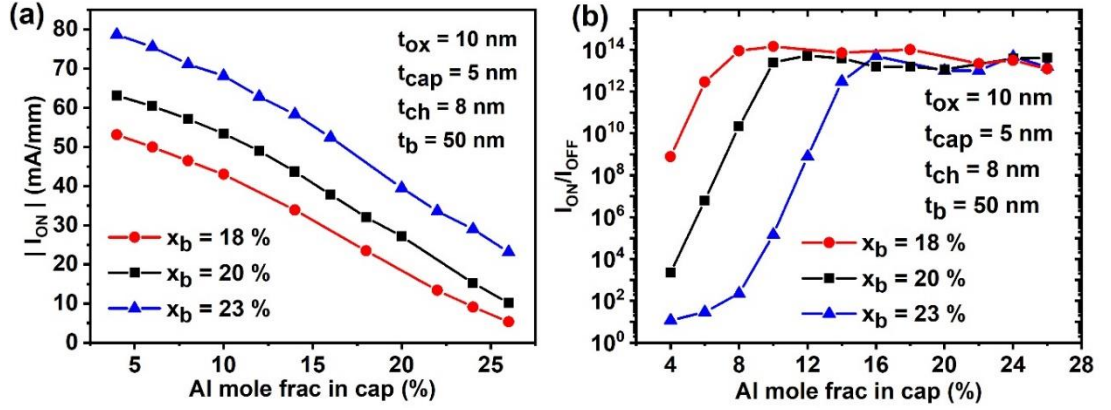 (a)
80
70
60
50
40
30
20
10
0
| I_ON | (mA/mm)
t_ox = 10 nm
t_cap = 5 nm
t_ch = 8 nm
t_b = 50 nm
x_b = 18 %
x_b = 20 %
x_b = 23 %
5 10 15 20 25
Al mole frac in cap (%)
(b)
10^14
10^12
10^10
10^8
10^6
10^4
10^2
10^0
I_ON/I_OFF
t_ox = 10 nm
t_cap = 5 nm
t_ch = 8 nm
t_b = 50 nm
x_b = 18 %
x_b = 20 %
x_b = 23 %
4 8 12 16 20 24 28
Al mole frac in cap (%)